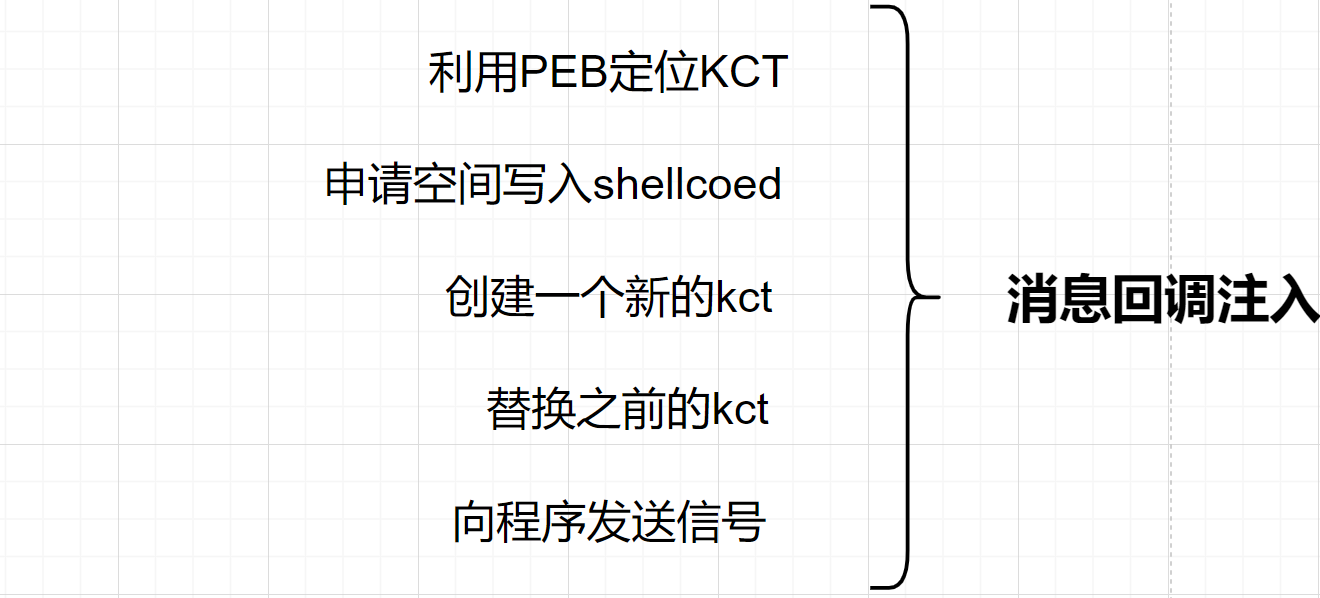 利用PEB定位KCT
申请空间写入shellcoed
创建一个新的kct
替换之前的kct
向程序发送信号
消息回调注入